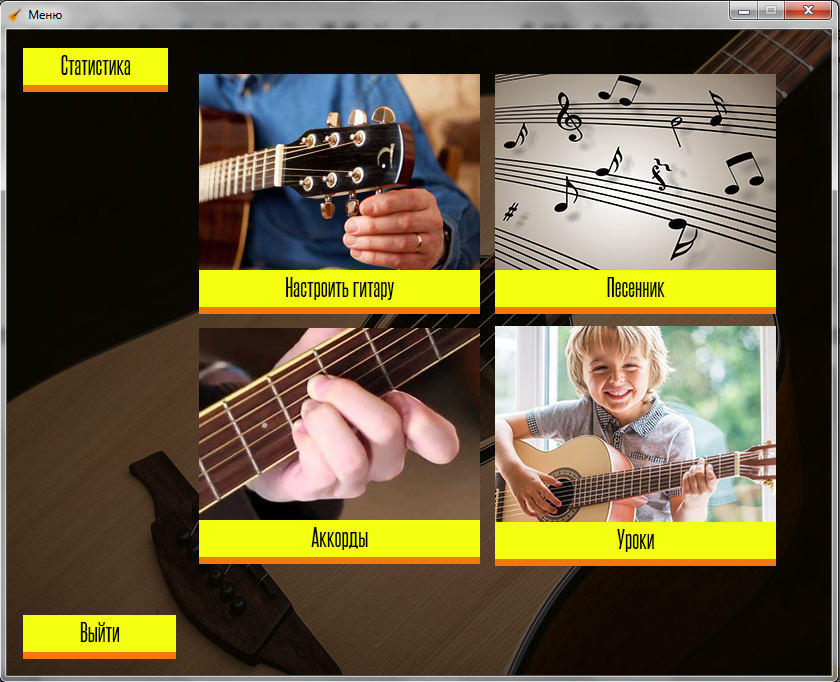 Меню
Статистика
Настроить гитару
Песенник
Аккорды
Уроки
Выйти